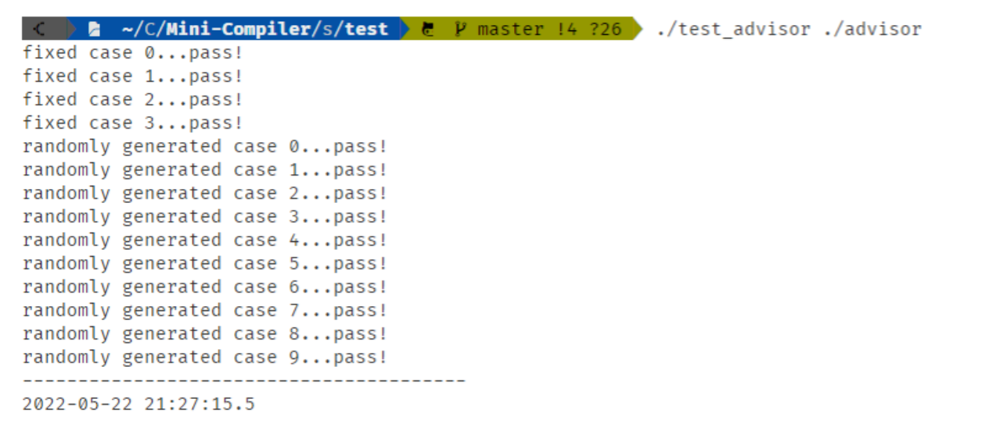 ~/C/Mini-Compiler/s/test master !4 ?26 ./test_advisor ./advisor
fixed case 0...pass!
fixed case 1...pass!
fixed case 2...pass!
fixed case 3...pass!
randomly generated case 0...pass!
randomly generated case 1...pass!
randomly generated case 2...pass!
randomly generated case 3...pass!
randomly generated case 4...pass!
randomly generated case 5...pass!
randomly generated case 6...pass!
randomly generated case 7...pass!
randomly generated case 8...pass!
randomly generated case 9...pass!
----------------------------------------
2022-05-22 21:27:15.5